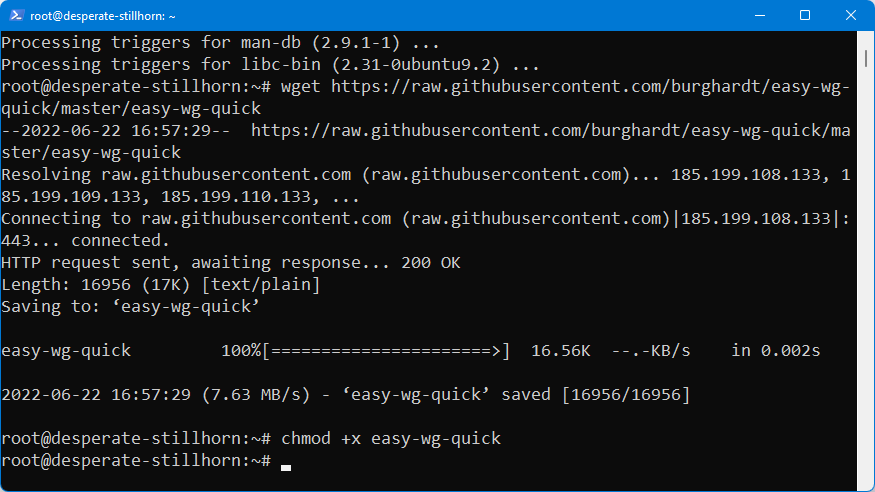 root@desperate-stillhorn: ~
Processing triggers for man-db (2.9.1-1) ...
Processing triggers for libc-bin (2.31-0ubuntu9.2) ...
root@desperate-stillhorn:~# wget https://raw.githubusercontent.com/burghardt/easy-wg-
quick/master/easy-wg-quick
--2022-06-22 16:57:29--  https://raw.githubusercontent.com/burghardt/easy-wg-quick/ma
ster/easy-wg-quick
Resolving raw.githubusercontent.com (raw.githubusercontent.com)... 185.199.108.133, 1
85.199.109.133, 185.199.110.133, ...
Connecting to raw.githubusercontent.com (raw.githubusercontent.com)|185.199.108.133|:
443... connected.
HTTP request sent, awaiting response... 200 OK
Length: 16956 (17K) [text/plain]
Saving to: ‘easy-wg-quick’
easy-wg-quick         100%[======================>]  16.56K  --.-KB/s    in 0.002s
2022-06-22 16:57:29 (7.63 MB/s) - ‘easy-wg-quick’ saved [16956/16956]
root@desperate-stillhorn:~# chmod +x easy-wg-quick
root@desperate-stillhorn:~#